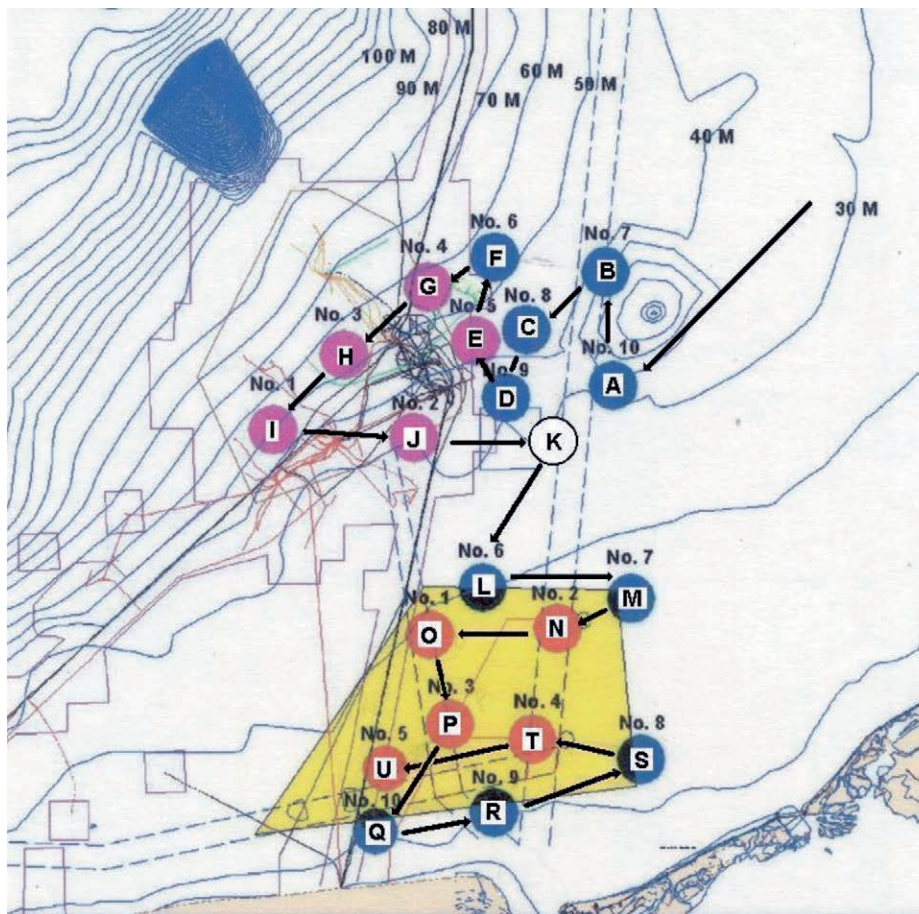 80 M
100 M
60 M
90 M
70 M
50 M
40 M
30 M
No. 6
F
No. 7
B
No. 4
G
No. 8
C
No. 5
E
No. 3
H
No. 10
A
No. 9
D
No. 1
I
No. 2
J
K
No. 6
L
No. 7
M
No. 1
O
No. 2
N
No. 3
P
No. 4
T
No. 5
U
No. 8
S
No. 9
R
No. 10
Q